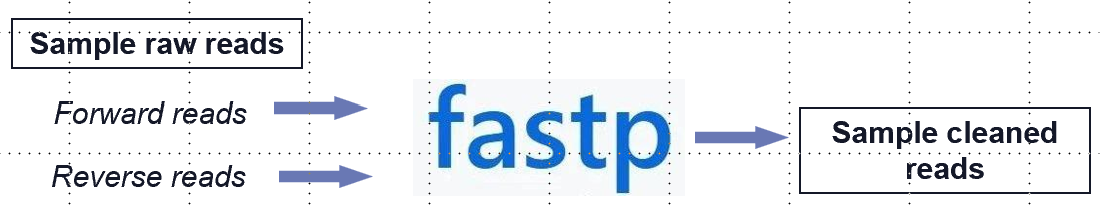 Sample raw reads
Forward reads
Reverse reads
fastp
Sample cleaned
reads